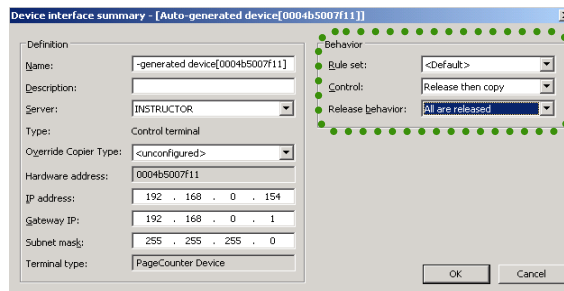 Device interface summary - [Auto-generated device[0004b5007f11]]
Definition
Name: -generated device[0004b5007f11]
Description:
Server: INSTRUCTOR
Type: Control terminal
Override Copier Type: <unconfigured>
Hardware address: 0004b5007f11
IP address: 192 . 168 . 0 . 154
Gateway IP: 192 . 168 . 0 . 1
Subnet mask: 255 . 255 . 255 . 0
Terminal type: PageCounter Device
Behavior
Rule set: <Default>
Control: Release then copy
Release behavior: All are released
OK Cancel